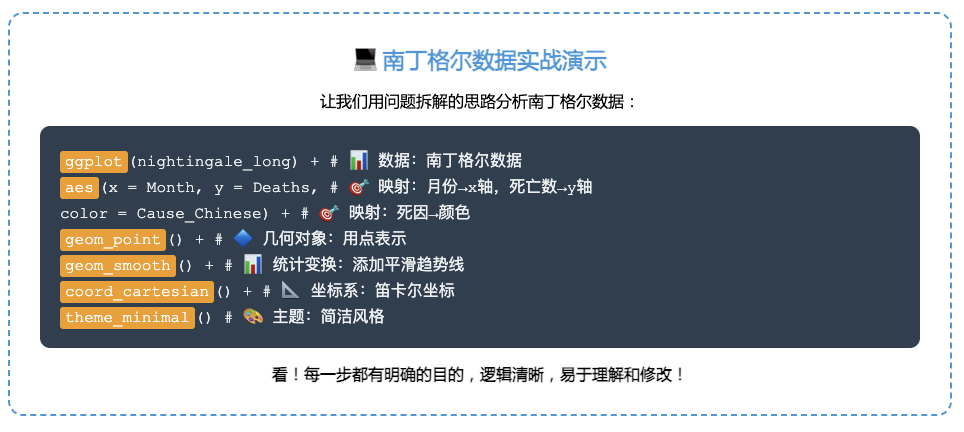 💻 南丁格尔数据实战演示
让我们用问题拆解的思路分析南丁格尔数据：
ggplot(nightingale_long) + # 📊 数据: 南丁格尔数据
aes(x = Month, y = Deaths, # 🎯 映射: 月份→x轴, 死亡数→y轴
color = Cause_Chinese) + # 🎯 映射: 死因→颜色
geom_point() + # 🔷 几何对象: 用点表示
geom_smooth() + # 📊 统计变换: 添加平滑趋势线
coord_cartesian() + # 📐 坐标系: 笛卡尔坐标
theme_minimal() # 🎨 主题: 简洁风格
看！每一步都有明确的目的，逻辑清晰，易于理解和修改！